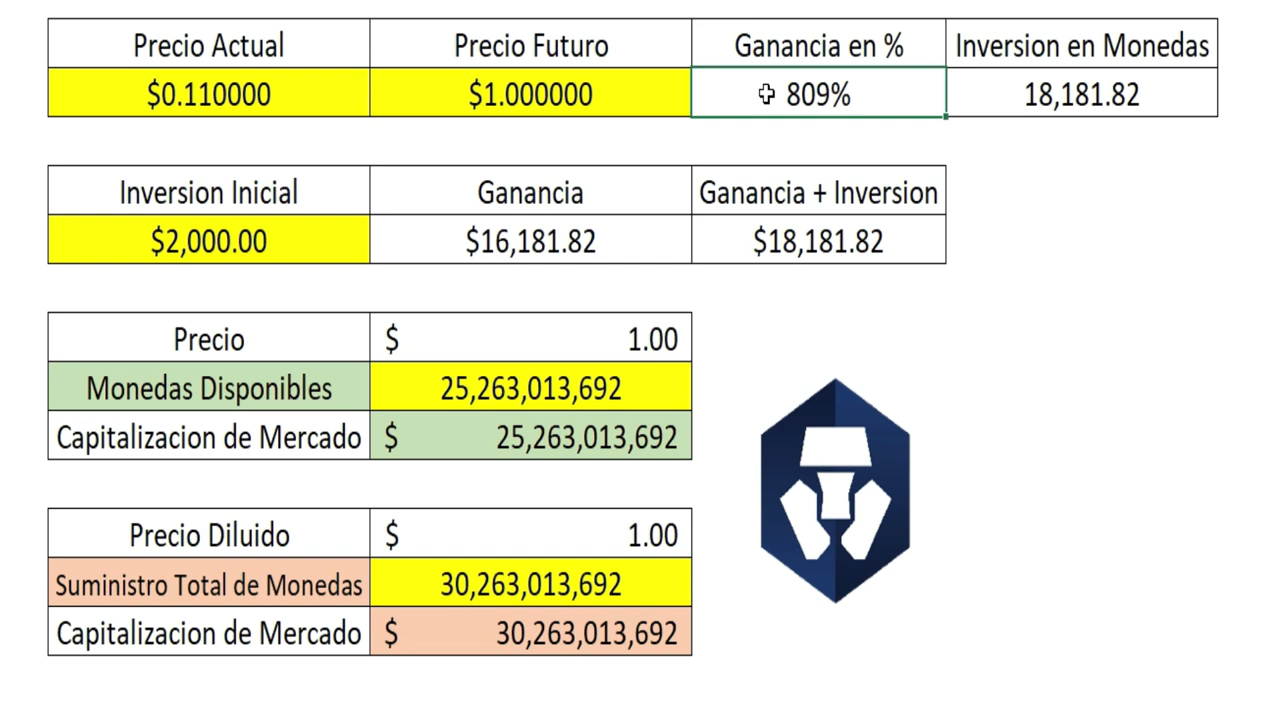 Precio Actual Precio Futuro Ganancia en % Inversion en Monedas
$0.110000 $1.000000 809% 18,181.82
Inversion Inicial Ganancia Ganancia + Inversion
$2,000.00 $16,181.82 $18,181.82
Precio $ 1.00
Monedas Disponibles 25,263,013,692
Capitalizacion de Mercado $ 25,263,013,692
Precio Diluido $ 1.00
Suministro Total de Monedas 30,263,013,692
Capitalizacion de Mercado $ 30,263,013,692